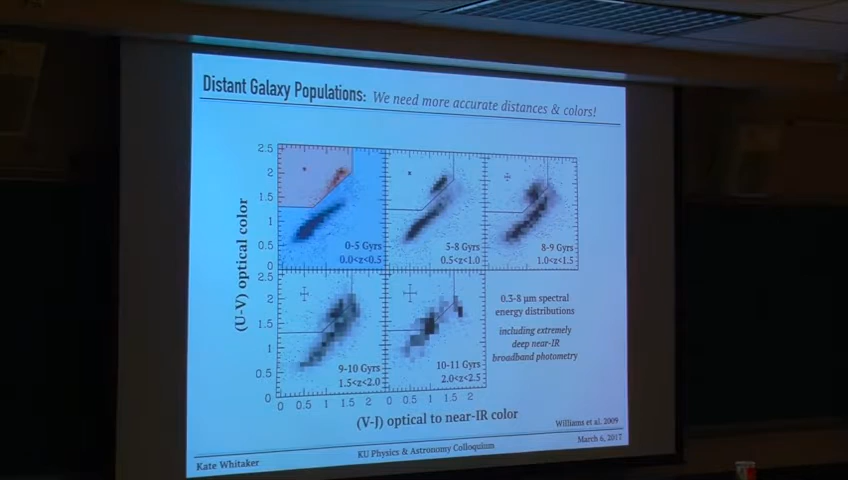 Distant Galaxy Populations: We need more accurate distances & colors!
2.5
2
1.5
1
0.5
0
0-5 Gyrs
0.0<z<0.5
5-8 Gyrs
0.5<z<1.0
8-9 Gyrs
1.0<z<1.5
(U-V) optical color
2.5
2
1.5
1
0.5
0
9-10 Gyrs
1.5<z<2.0
10-11 Gyrs
2.0<z<2.5
0.3-8 μm spectral
energy distributions
including extremely
deep near-IR
broadband photometry
0 0.5 1 1.5 2 0 0.5 1 1.5 2
(V-J) optical to near-IR color
Williams et al. 2009
Kate Whitaker
KU Physics & Astronomy Colloquium
March 6, 2017